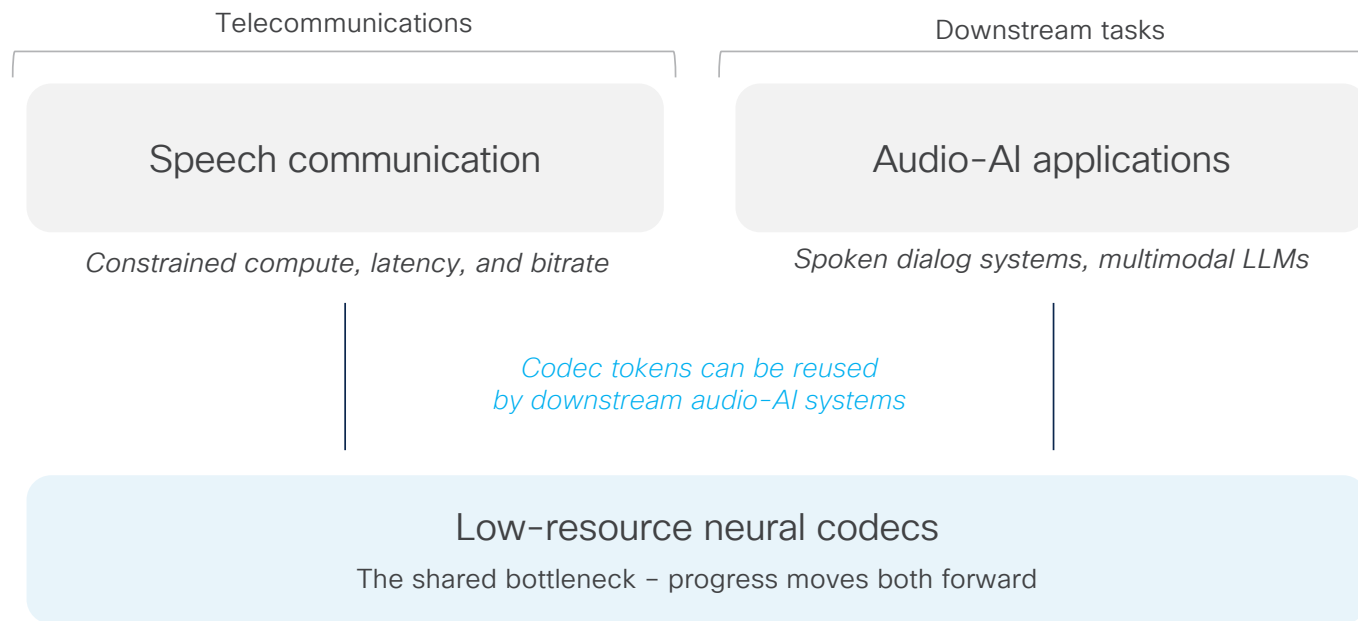 Telecommunications
Downstream tasks
Speech communication
Audio-AI applications
Constrained compute, latency, and bitrate
Spoken dialog systems, multimodal LLMs
Codec tokens can be reused
by downstream audio-AI systems
Low-resource neural codecs
The shared bottleneck – progress moves both forward